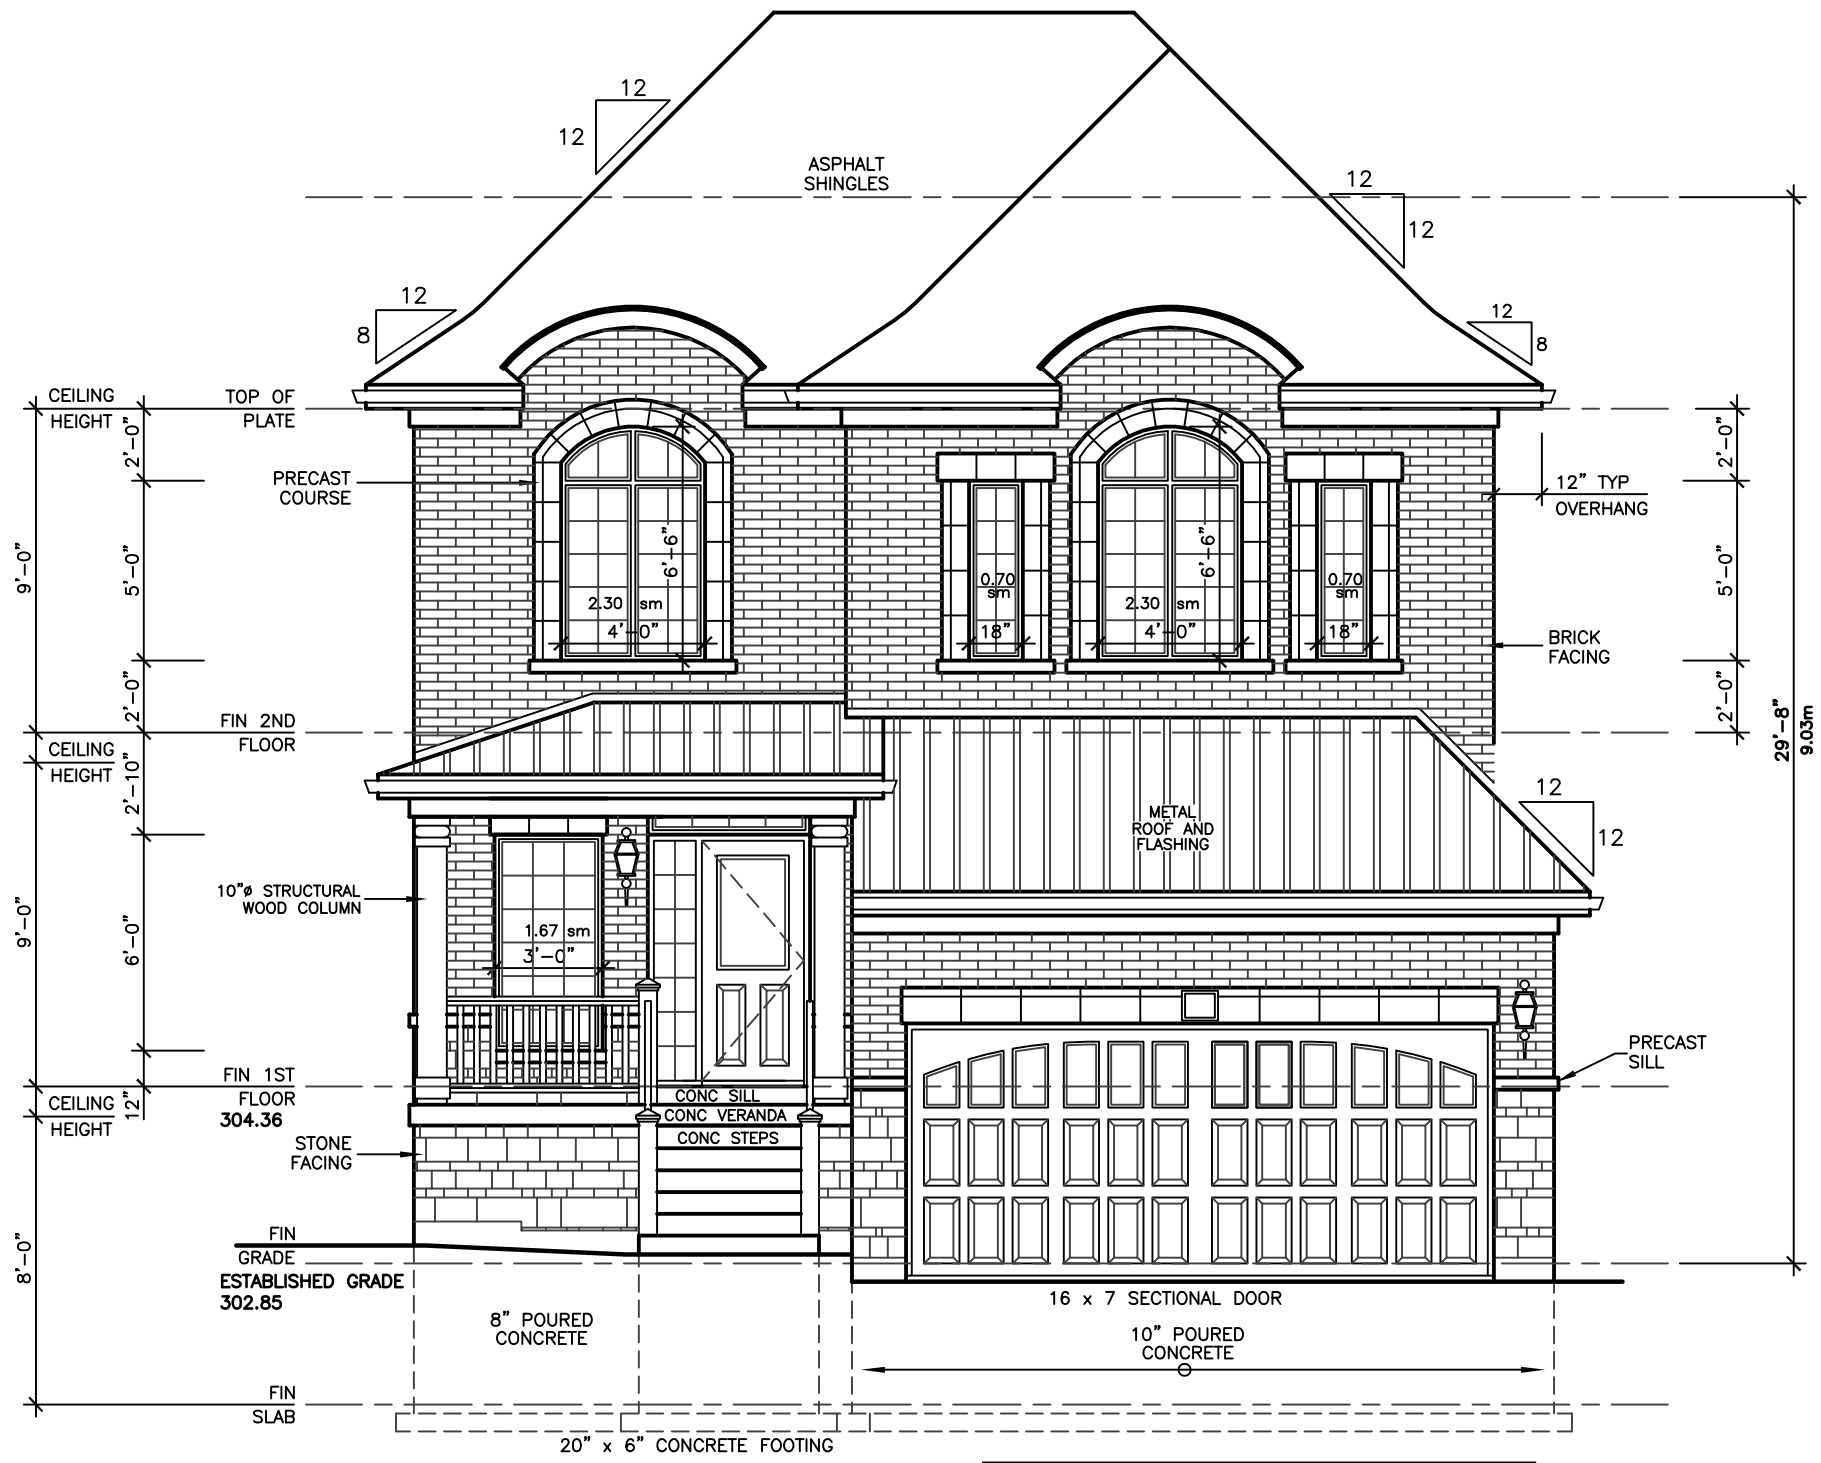 12
12
ASPHALT
SHINGLES
12
12
12
8
12
8
CEILING
HEIGHT
TOP OF
PLATE
2'-0"
2'-0"
PRECAST
COURSE
12" TYP
OVERHANG
9'-0"
5'-0"
6'-6"
6'-6"
5'-0"
2.30 sm
4'-0"
0.70
sm
18"
2.30 sm
4'-0"
0.70
sm
18"
BRICK
FACING
2'-0"
2'-0"
FIN 2ND
FLOOR
29'-8"
9.03m
CEILING
HEIGHT
2'-10"
12
12
METAL
ROOF AND
FLASHING
10"ø STRUCTURAL
WOOD COLUMN
9'-0"
6'-0"
1.67 sm
3'-0"
PRECAST
SILL
FIN 1ST
FLOOR
304.36
CEILING
HEIGHT
12"
CONC SILL
CONC VERANDA
CONC STEPS
STONE
FACING
8'-0"
FIN
GRADE
ESTABLISHED GRADE
302.85
16 x 7 SECTIONAL DOOR
8" POURED
CONCRETE
10" POURED
CONCRETE
FIN
SLAB
20" x 6" CONCRETE FOOTING